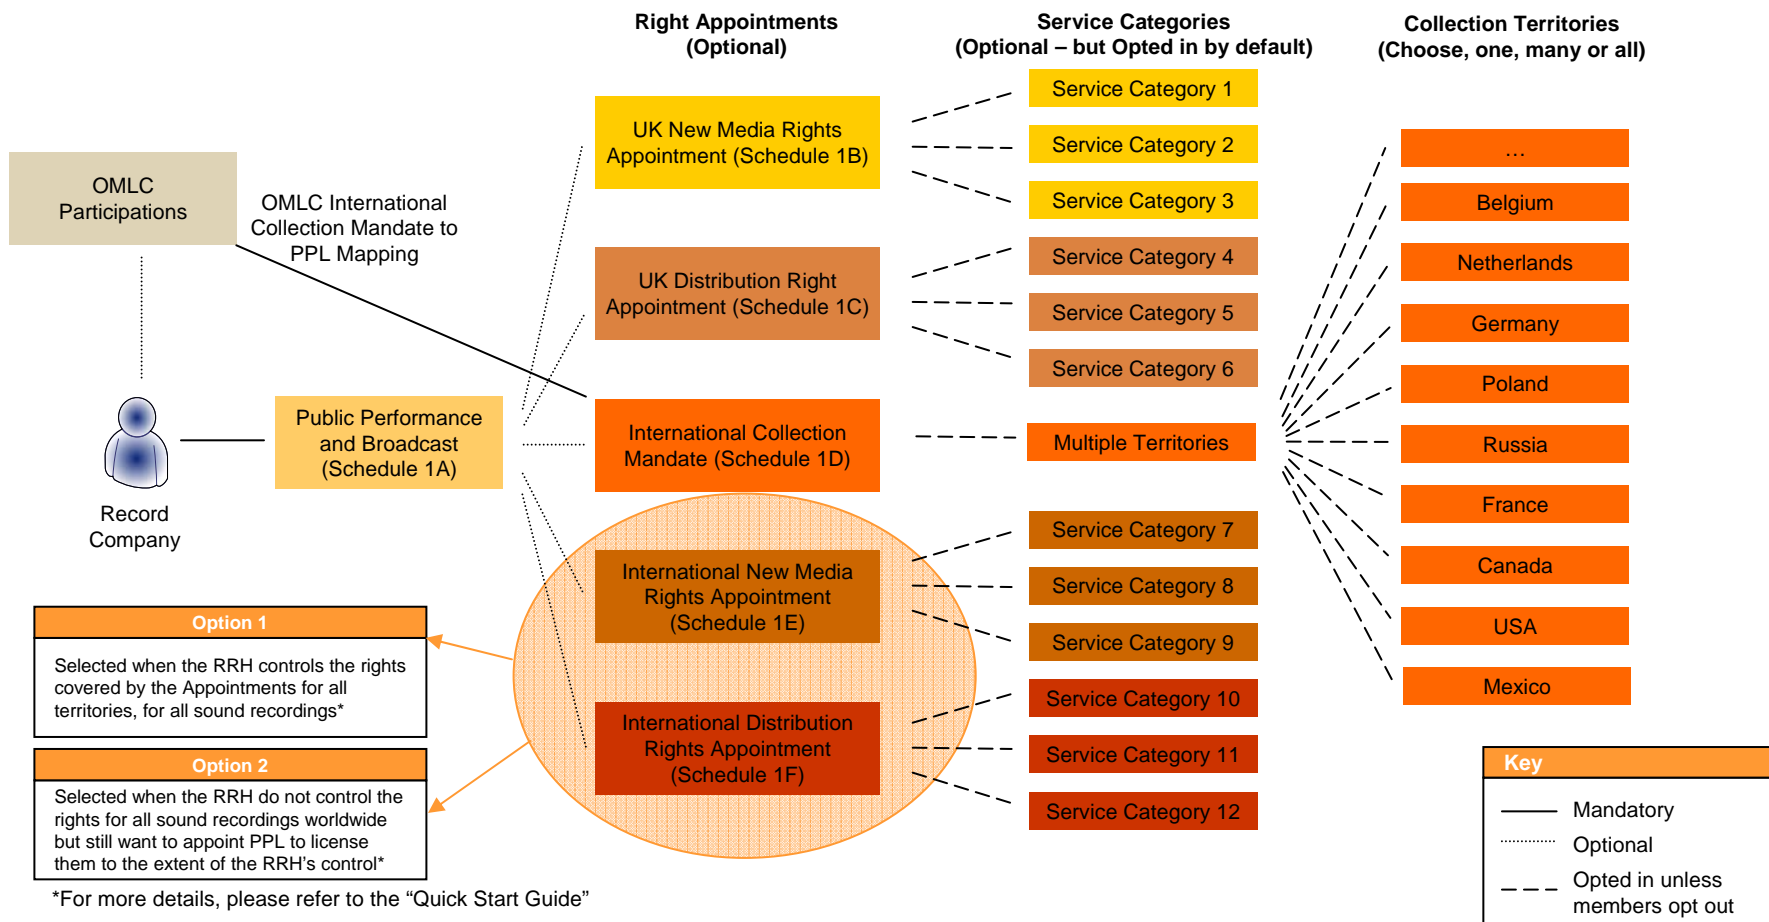 Right Appointments
(Optional)
Service Categories
(Optional – but Opted in by default)
Collection Territories
(Choose, one, many or all)
OMLC
Participations
OMLC International
Collection Mandate to
PPL Mapping
Record
Company
Public Performance
and Broadcast
(Schedule 1A)
UK New Media Rights
Appointment (Schedule 1B)
UK Distribution Right
Appointment (Schedule 1C)
International Collection
Mandate (Schedule 1D)
International New Media
Rights Appointment
(Schedule 1E)
International Distribution
Rights Appointment
(Schedule 1F)
Service Category 1
Service Category 2
Service Category 3
Service Category 4
Service Category 5
Service Category 6
Multiple Territories
Service Category 7
Service Category 8
Service Category 9
Service Category 10
Service Category 11
Service Category 12
...
Belgium
Netherlands
Germany
Poland
Russia
France
Canada
USA
Mexico
Option 1
Selected when the RRH controls the rights
covered by the Appointments for all
territories, for all sound recordings*
Option 2
Selected when the RRH do not control the
rights for all sound recordings worldwide
but still want to appoint PPL to license
them to the extent of the RRH's control*
*For more details, please refer to the “Quick Start Guide”
Key
Mandatory
Optional
Opted in unless
members opt out